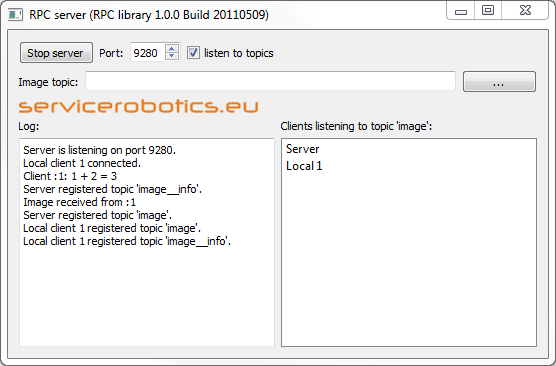 RPC server (RPC library 1.0.0 Build 20110509)
Stop server Port: 9280 listen to topics
Image topic: ...
servicerobotics.eu
Log: Clients listening to topic 'image':
Server is listening on port 9280.
Local client 1 connected.
Client :1: 1 + 2 = 3
Server registered topic 'image__info'.
Image received from :1
Server registered topic 'image'.
Local client 1 registered topic 'image'.
Local client 1 registered topic 'image__info'.
Server
Local 1